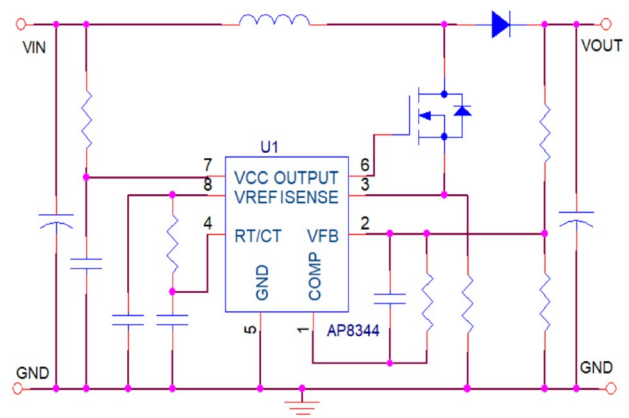 VIN
VOUT
U1
7
VCC OUTPUT
6
8
VREFISENSE
3
4
RT/CT
VFB
2
GND
COMP
5
1
AP8344
GND
GND